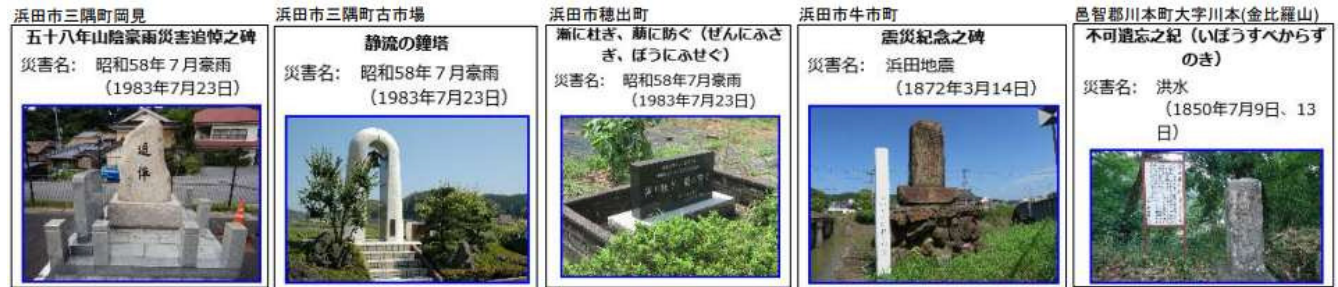 浜田市三隅町岡見
五十八年山陰豪雨災害追悼之碑
災害名: 昭和58年7月豪雨
(1983年7月23日)
追悼
浜田市三隅町古市場
静流の鐘塔
災害名: 昭和58年7月豪雨
(1983年7月23日)
浜田市穂出町
漸に杜ぎ、萠に防ぐ(ぜんにふさ
ぎ、ぼうにふせぐ)
災害名: 昭和58年7月豪雨
(1983年7月23日)
浜田市牛市町
震災紀念之碑
災害名: 浜田地震
(1872年3月14日)
邑智郡川本町大字川本(金比羅山)
不可遺忘之紀(いぼうすべからず
のき)
災害名: 洪水
(1850年7月9日、13
日)